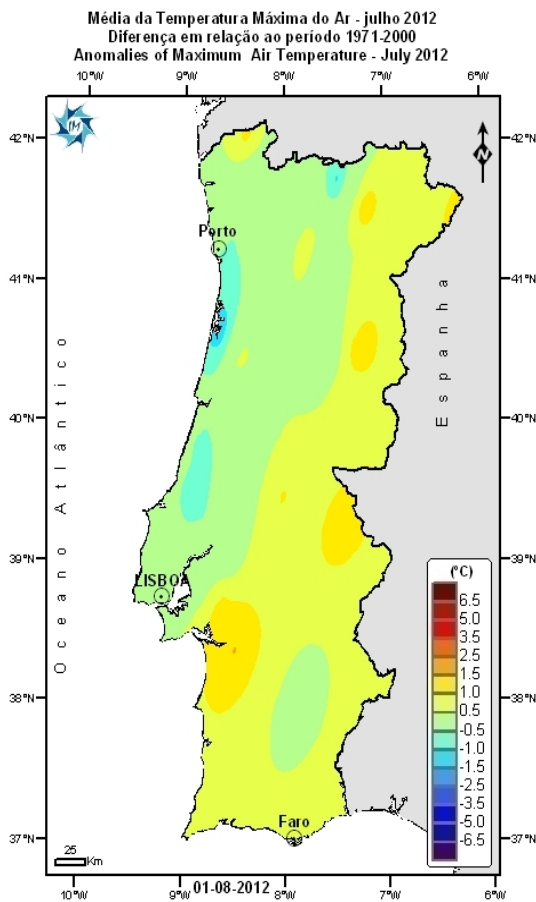 Média da Temperatura Máxima do Ar - julho 2012
Diferença em relação ao período 1971-2000
Anomalies of Maximum Air Temperature - July 2012
10°W 9°W 8°W 7°W 6°W
IM
N
42°N 42°N
Porto
41°N 41°N
Espanha
Oceano Atlântico
40°N 40°N
39°N 39°N
LISBOA
(°C)
6.5
5.0
3.5
2.5
1.5
1.0
0.5
-0.5
-1.0
-1.5
-2.5
-3.5
-5.0
-6.5
38°N 38°N
Faro
37°N 37°N
25
Km
01-08-2012
10°W 9°W 8°W 7°W 6°W